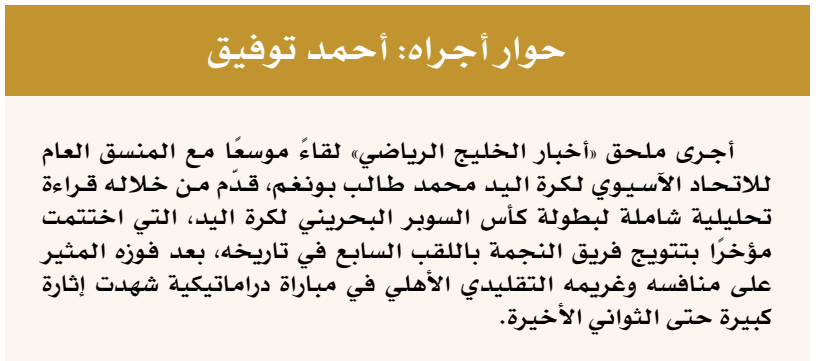 حوار أجراه: أحمد توفيق
أجرى ملحق «أخبار الخليج الرياضي» لقاءً موسعًا مع المنسق العام
للاتحاد الآسيوي لكرة اليد محمد طالب بونغم، قدّم من خلاله قراءة
تحليلية شاملة لبطولة كأس السوبر البحريني لكرة اليد، التي اختتمت
مؤخرًا بتتويج فريق النجمة باللقب السابع في تاريخه، بعد فوزه المثير
على منافسه وغريمه التقليدي الأهلي في مباراة دراماتيكية شهدت إثارة
كبيرة حتى الثواني الأخيرة.